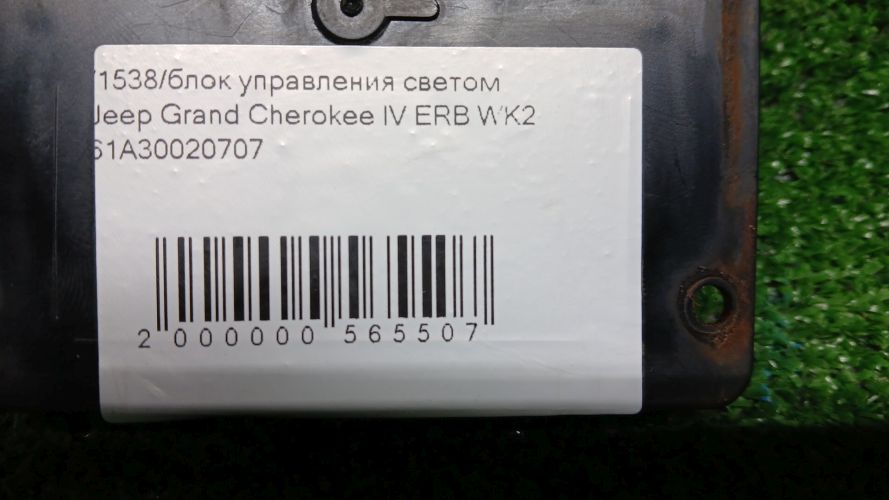 71538/блок управления светом
Jeep Grand Cherokee IV ERB WK2
61A30020707
2 000000 565507